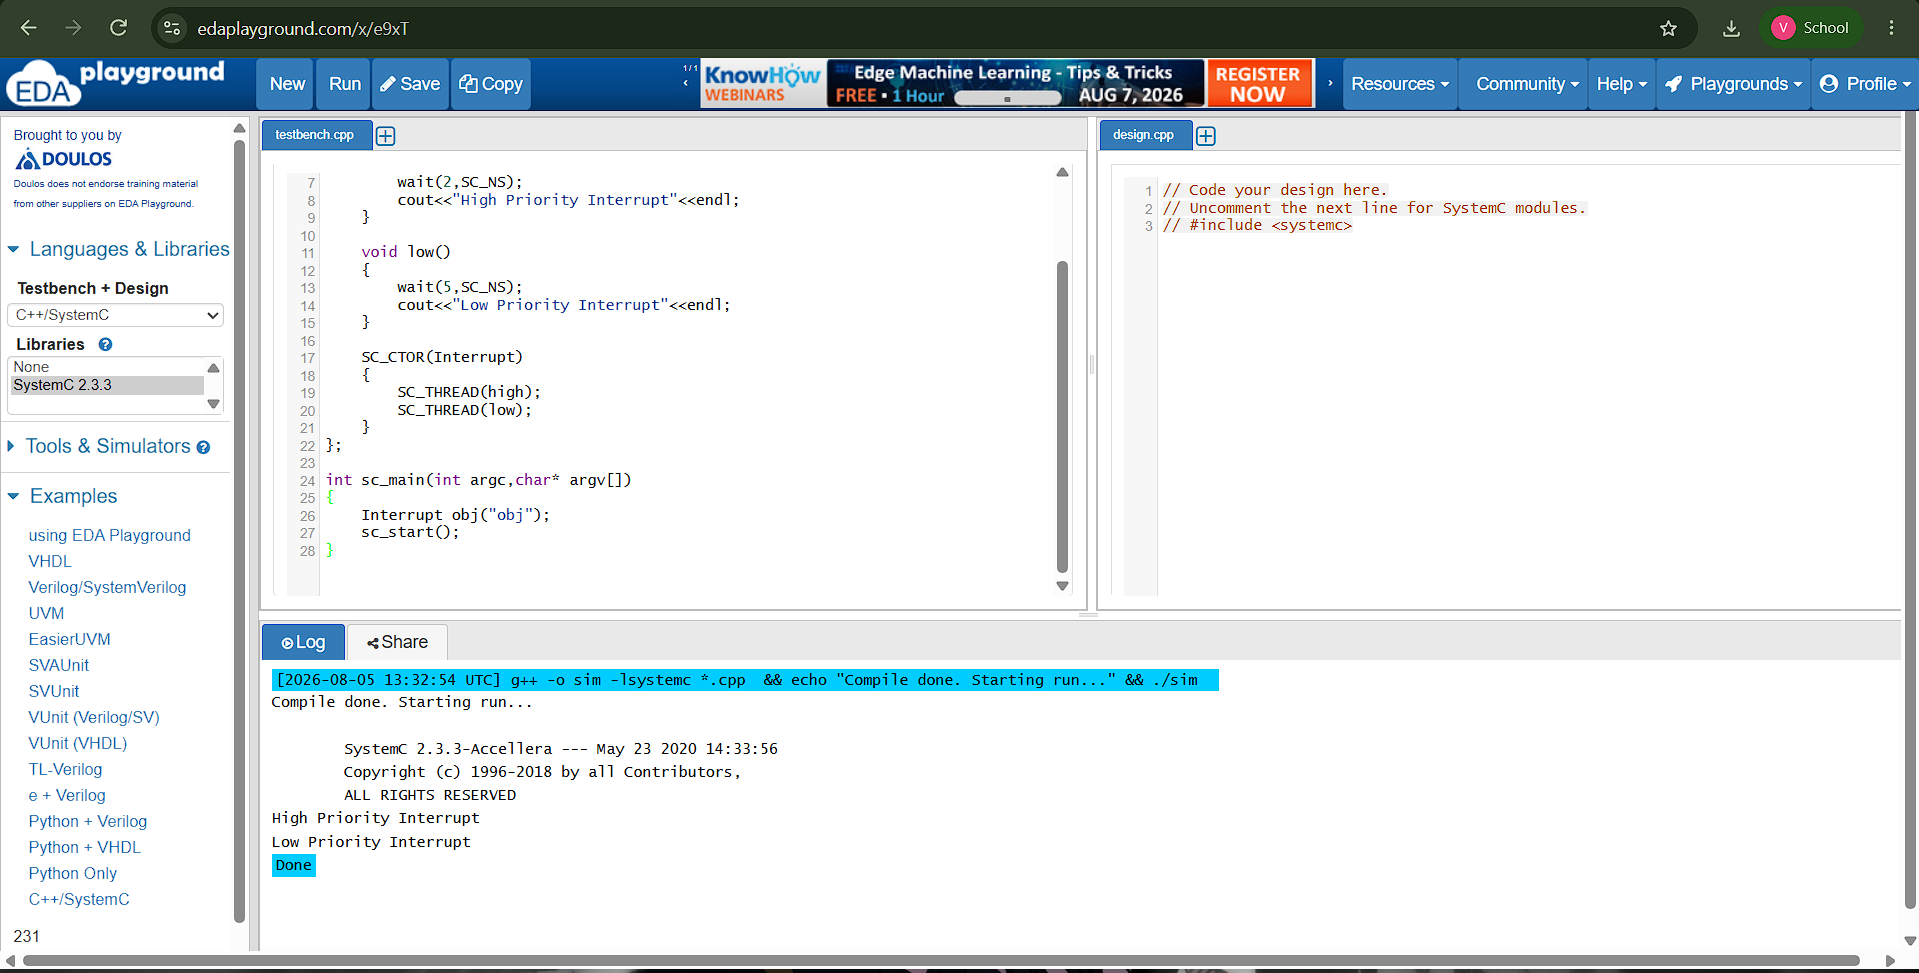 edaplayground.com/x/e9xT
V School
EDA playground
New
Run
Save
Copy
1/1
KnowHow WEBINARS
Edge Machine Learning - Tips & Tricks
FREE • 1 Hour AUG 7, 2026
REGISTER NOW
Resources
Community
Help
Playgrounds
Profile
Brought to you by
DOULOS
Doulos does not endorse training material
from other suppliers on EDA Playground.
Languages & Libraries
Testbench + Design
C++/SystemC
Libraries
None
SystemC 2.3.3
Tools & Simulators
Examples
using EDA Playground
VHDL
Verilog/SystemVerilog
UVM
EasierUVM
SVAUnit
SVUnit
VUnit (Verilog/SV)
VUnit (VHDL)
TL-Verilog
e + Verilog
Python + Verilog
Python + VHDL
Python Only
C++/SystemC
231
testbench.cpp
7 wait(2,SC_NS);
8 cout<<"High Priority Interrupt"<<endl;
9 }
10
11 void low()
12 {
13 wait(5,SC_NS);
14 cout<<"Low Priority Interrupt"<<endl;
15 }
16
17 SC_CTOR(Interrupt)
18 {
19 SC_THREAD(high);
20 SC_THREAD(low);
21 }
22 };
23
24 int sc_main(int argc,char* argv[])
25 {
26 Interrupt obj("obj");
27 sc_start();
28 }
design.cpp
1 // Code your design here.
2 // Uncomment the next line for SystemC modules.
3 // #include <systemc>
Log
Share
[2026-08-05 13:32:54 UTC] g++ -o sim -lsystemc *.cpp && echo "Compile done. Starting run..." && ./sim
Compile done. Starting run...
SystemC 2.3.3-Accellera --- May 23 2020 14:33:56
Copyright (c) 1996-2018 by all Contributors,
ALL RIGHTS RESERVED
High Priority Interrupt
Low Priority Interrupt
Done